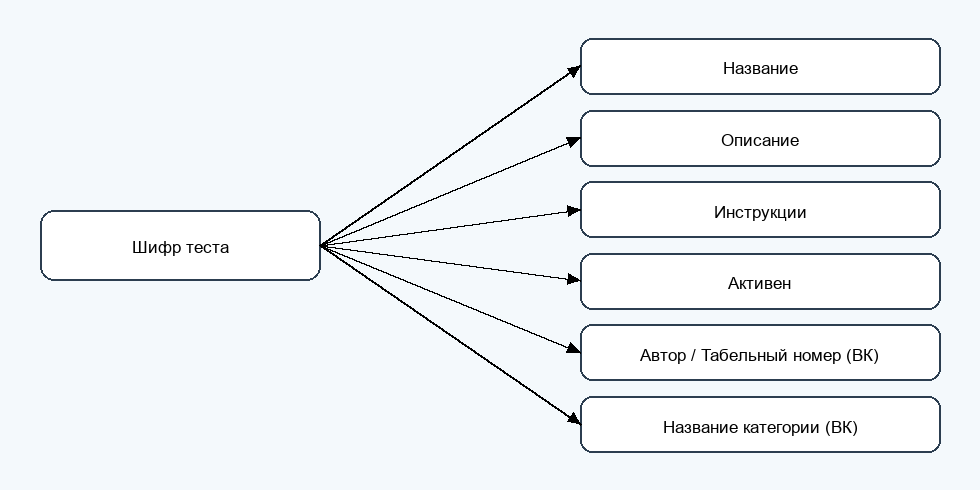 Название
Описание
Инструкции
Шифр теста
Активен
Автор / Табельный номер (ВК)
Название категории (ВК)